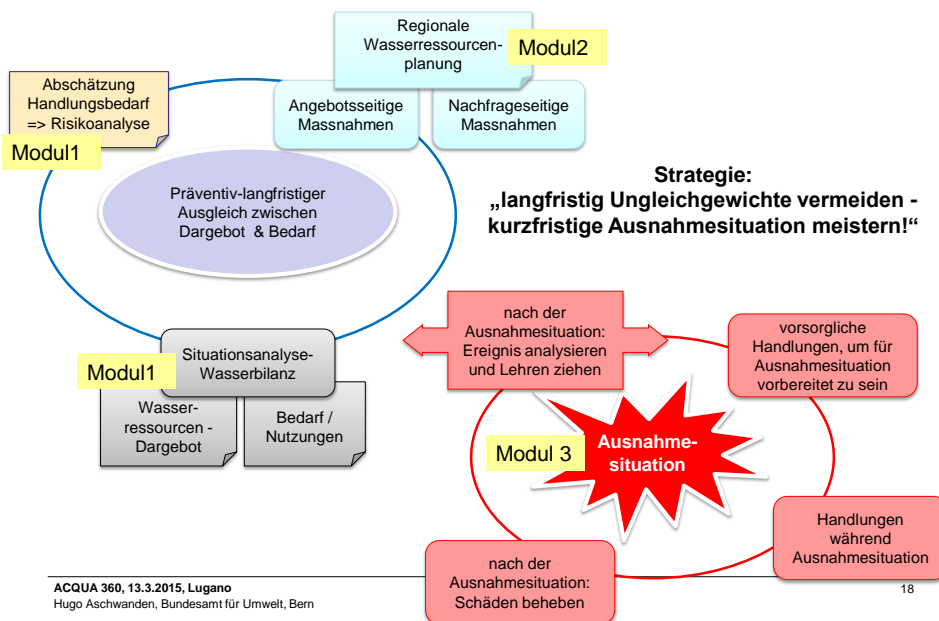 Regionale
Wasserressourcen-
planung
Modul2
Angebotsseitige
Massnahmen
Nachfrageseitige
Massnahmen
Abschätzung
Handlungsbedarf
=> Risikoanalyse
Modul1
Präventiv-langfristiger
Ausgleich zwischen
Dargebot & Bedarf
Strategie:
„langfristig Ungleichgewichte vermeiden -
kurzfristige Ausnahmesituation meistern!“
Situationsanalyse-
Wasserbilanz
Modul1
Wasser-
ressourcen -
Dargebot
Bedarf /
Nutzungen
nach der
Ausnahmesituation:
Ereignis analysieren
und Lehren ziehen
vorsorgliche
Handlungen, um für
Ausnahmesituation
vorbereitet zu sein
Modul 3
Ausnahme-
situation
Handlungen
während
Ausnahmesituation
nach der
Ausnahmesituation:
Schäden beheben
ACQUA 360, 13.3.2015, Lugano
Hugo Aschwanden, Bundesamt für Umwelt, Bern
18